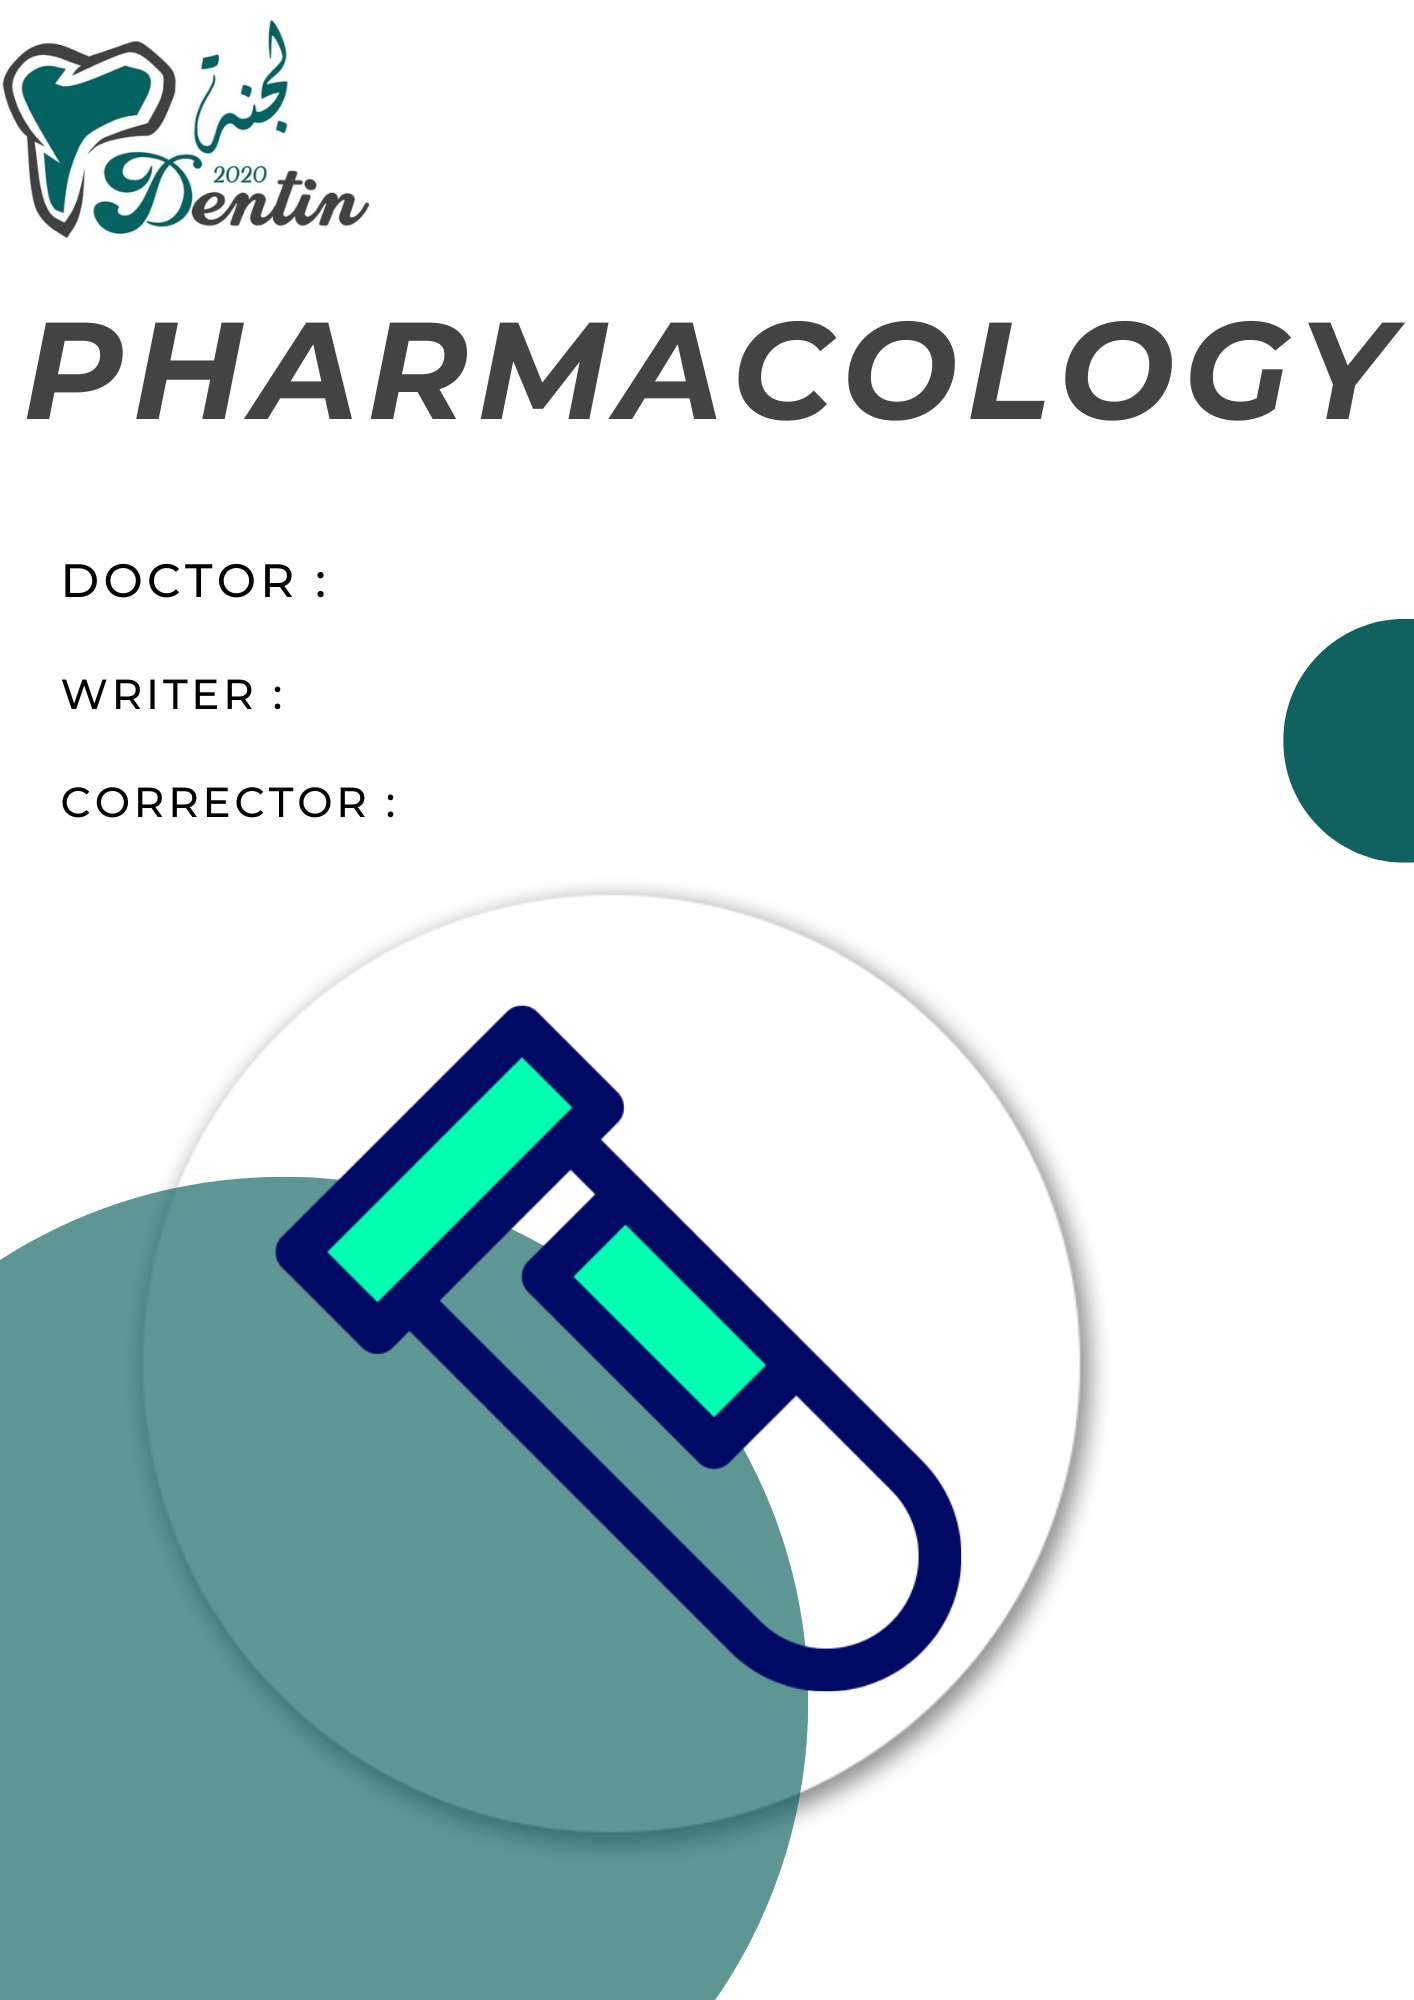 لجنة
2020
Dentin
PHARMACOLOGY
DOCTOR :
WRITER :
CORRECTOR :